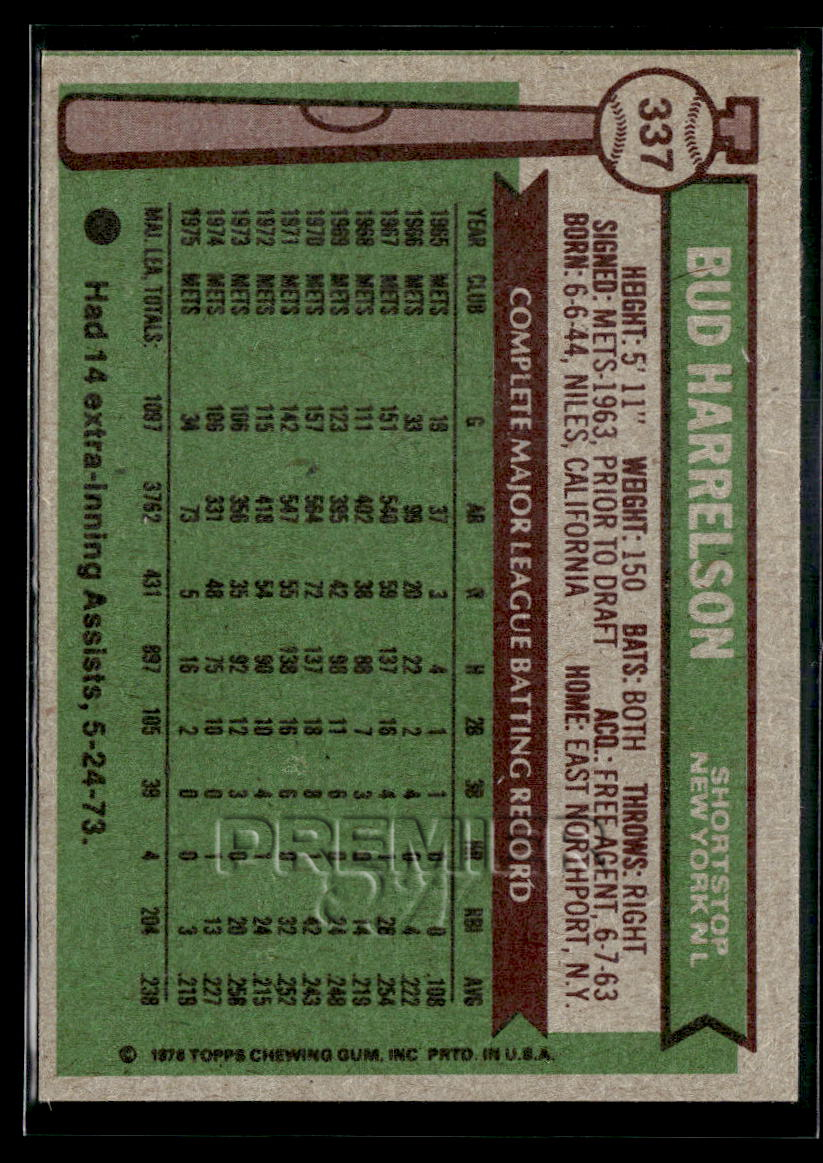 337
BUD HARRELSON
SHORTSTOP
NEW YORK N L
HEIGHT: 5' 11" WEIGHT: 150 BATS: BOTH THROWS: RIGHT
SIGNED: METS-1963, PRIOR TO DRAFT ACQ.: FREE AGENT, 6-7-63
BORN: 6-6-44, NILES, CALIFORNIA HOME: EAST NORTHPORT, N.Y.
COMPLETE MAJOR LEAGUE BATTING RECORD
YEAR CLUB G AB R H 2B 3B HR RBI AVG
1965 METS 19 37 3 4 1 1 0 0 .108
1966 METS 33 99 20 22 2 4 0 4 .222
1967 METS 151 540 59 137 16 4 1 28 .254
1968 METS 111 402 38 88 7 3 0 14 .219
1969 METS 123 395 42 98 11 6 0 24 .248
1970 METS 157 564 72 137 18 8 1 42 .243
1971 METS 142 547 55 138 16 6 0 32 .252
1972 METS 115 418 54 90 10 4 1 24 .215
1973 METS 106 356 35 92 12 3 0 20 .258
1974 METS 106 331 48 75 10 0 1 13 .227
1975 METS 34 73 5 16 2 0 0 3 .219
MAJ. LEA. TOTALS: 1097 3762 431 897 105 39 4 204 .238
Had 14 extra-inning Assists, 5-24-73.
© 1976 TOPPS CHEWING GUM, INC PRTD. IN U.S.A.
T
PREMIER
87